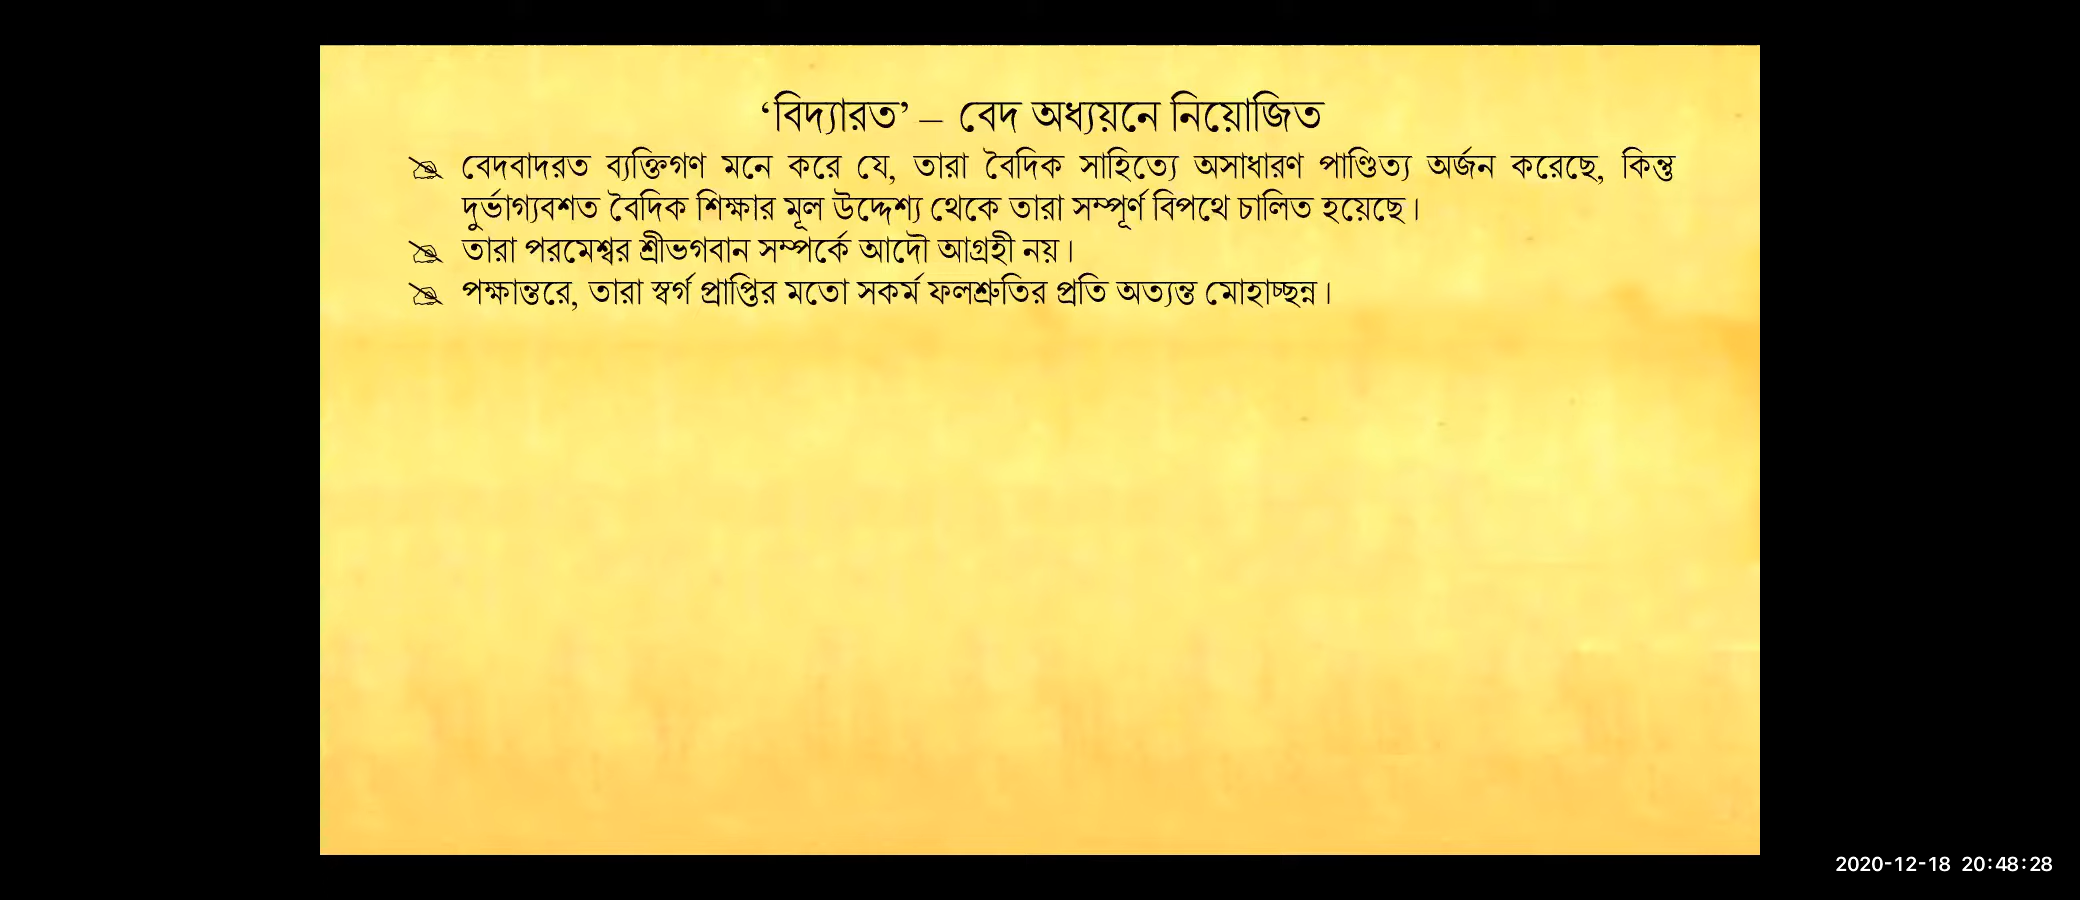 ‘বিদ্যারত’ – বেদ অধ্যয়নে নিয়োজিত
বেদবাদরত ব্যক্তিগণ মনে করে যে, তারা বৈদিক সাহিত্যে অসাধারণ পাণ্ডিত্য অর্জন করেছে, কিন্তু
দুর্ভাগ্যবশত বৈদিক শিক্ষার মূল উদ্দেশ্য থেকে তারা সম্পূর্ণ বিপথে চালিত হয়েছে।
তারা পরমেশ্বর শ্রীভগবান সম্পর্কে আদৌ আগ্রহী নয়।
পক্ষান্তরে, তারা স্বর্গ প্রাপ্তির মতো সকর্ম ফলশ্রুতির প্রতি অত্যন্ত মোহাচ্ছন্ন।
2020-12-18 20:48:28